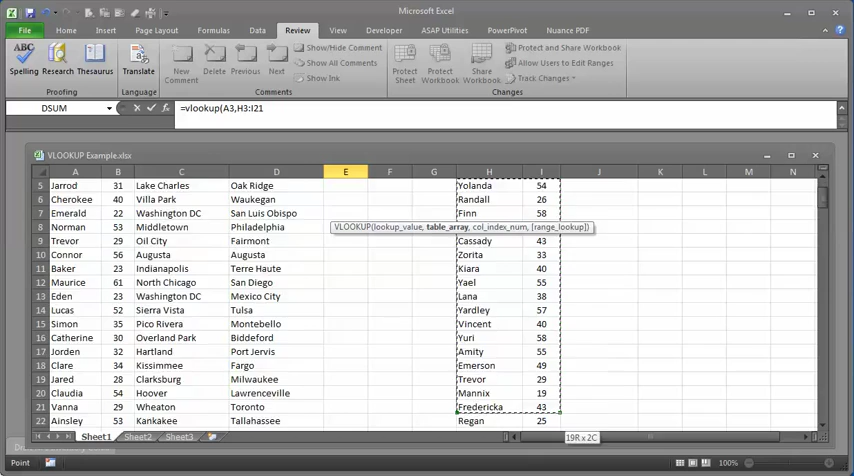 Microsoft Excel
File Home Insert Page Layout Formulas Data Review View Developer ASAP Utilities PowerPivot Nuance PDF
ABC
Spelling Research Thesaurus
Proofing
Translate
Language
New Comment Delete Previous Next
Show/Hide Comment
Show All Comments
Show Ink
Comments
Protect Sheet Protect Workbook Share Workbook
Protect and Share Workbook
Allow Users to Edit Ranges
Track Changes
Changes
DSUM fx =vlookup(A3,H3:I21
VLOOKUP Example.xlsx
A B C D E F G H I J K L M N
5 Jarrod 31 Lake Charles Oak Ridge Yolanda 54
6 Cherokee 40 Villa Park Waukegan Randall 26
7 Emerald 22 Washington DC San Luis Obispo Finn 58
8 Norman 53 Middletown Philadelphia VLOOKUP(lookup_value, table_array, col_index_num, [range_lookup])
9 Trevor 29 Oil City Fairmont Cassady 43
10 Connor 56 Augusta Augusta Zorita 33
11 Baker 23 Indianapolis Terre Haute Kiara 40
12 Maurice 61 North Chicago San Diego Yael 55
13 Eden 23 Washington DC Mexico City Lana 38
14 Lucas 52 Sierra Vista Tulsa Yardley 57
15 Simon 35 Pico Rivera Montebello Vincent 40
16 Catherine 30 Overland Park Biddeford Yuri 58
17 Jorden 32 Hartland Port Jervis Amity 55
18 Clare 34 Kissimmee Fargo Emerson 49
19 Jared 28 Clarksburg Milwaukee Trevor 29
20 Claudia 54 Hoover Lawrenceville Mannix 19
21 Vanna 29 Wheaton Toronto Fredericka 43
22 Ainsley 53 Kankakee Tallahassee Regan 25
Sheet1 Sheet2 Sheet3 19R x 2C
Point 100%